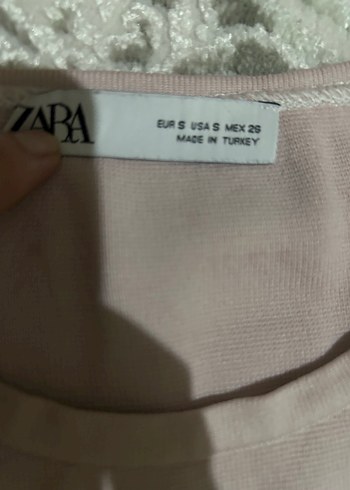 ZARA
EUR S USA S MEX 26
MADE IN TURKEY